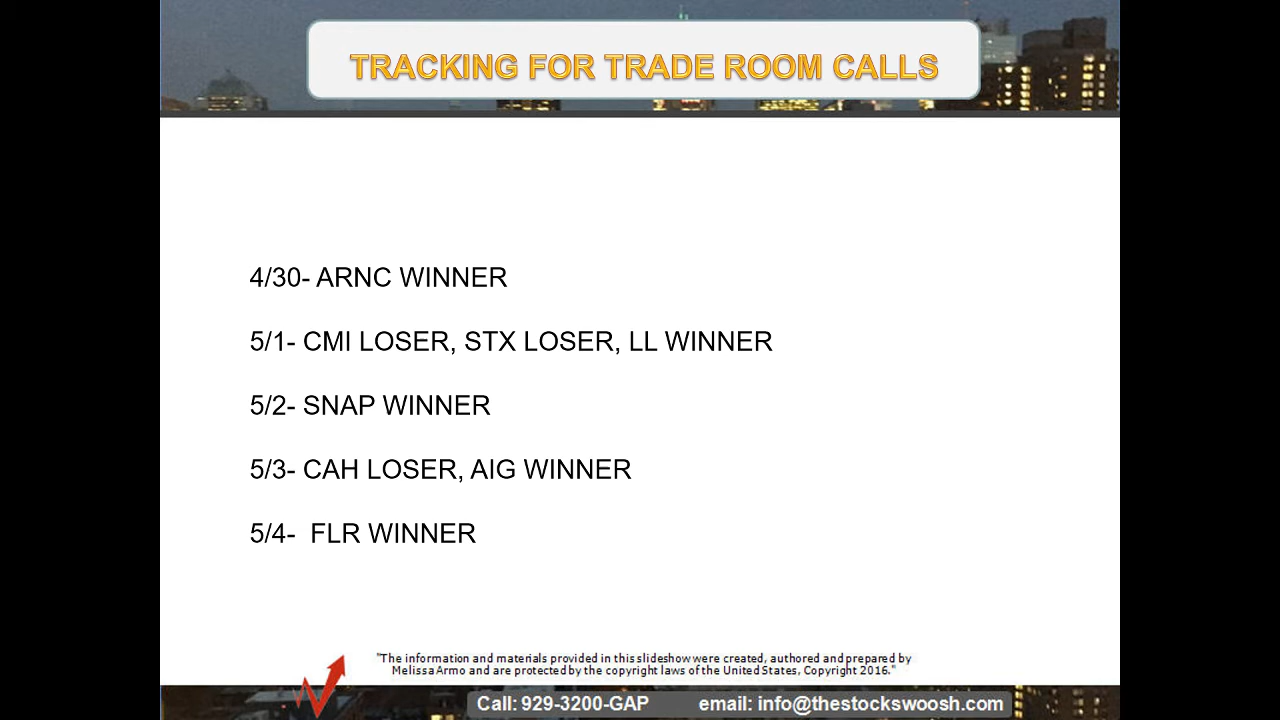 TRACKING FOR TRADE ROOM CALLS
4/30- ARNC WINNER
5/1- CMI LOSER, STX LOSER, LL WINNER
5/2- SNAP WINNER
5/3- CAH LOSER, AIG WINNER
5/4-  FLR WINNER
"The information and materials provided in this slideshow were created, authored and prepared by
Melissa Armo and are protected by the copyright laws of the United States, Copyright 2016."
Call: 929-3200-GAP email: info@thestockswoosh.com